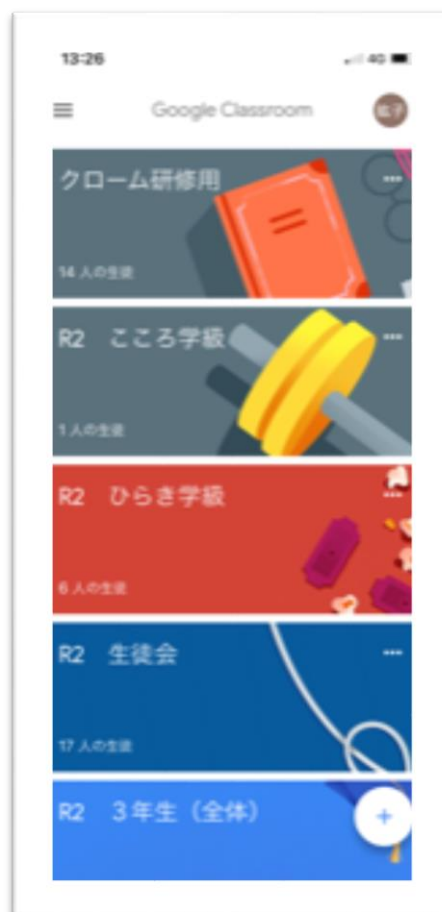 13:26
4G
Google Classroom
クローム研修用
14 人の生徒
R2 こころ学級
1 人の生徒
R2 ひらき学級
6 人の生徒
R2 生徒会
17 人の生徒
R2 3年生（全体）